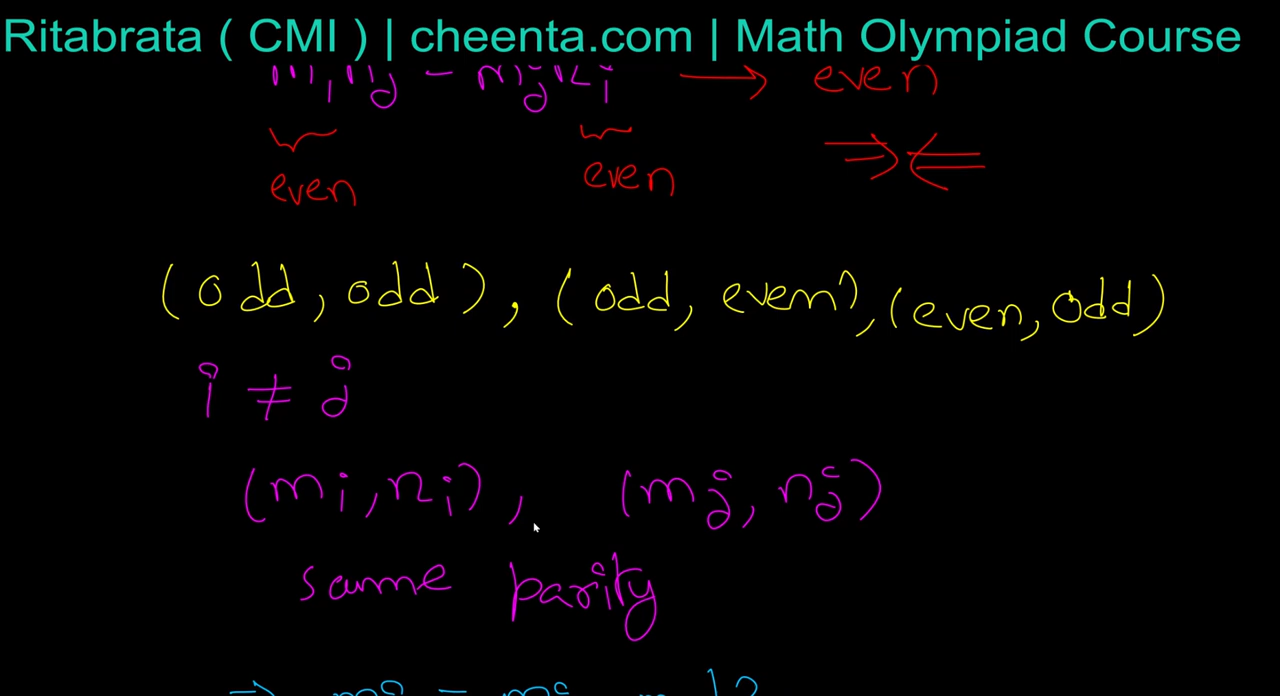 Ritabrata ( CMI ) | cheenta.com | Math Olympiad Course
→ even
even even ⇒⇐
(odd, odd), (odd, even), (even, odd)
i ≠ j
(mi, ni), (mj, nj)
same parity